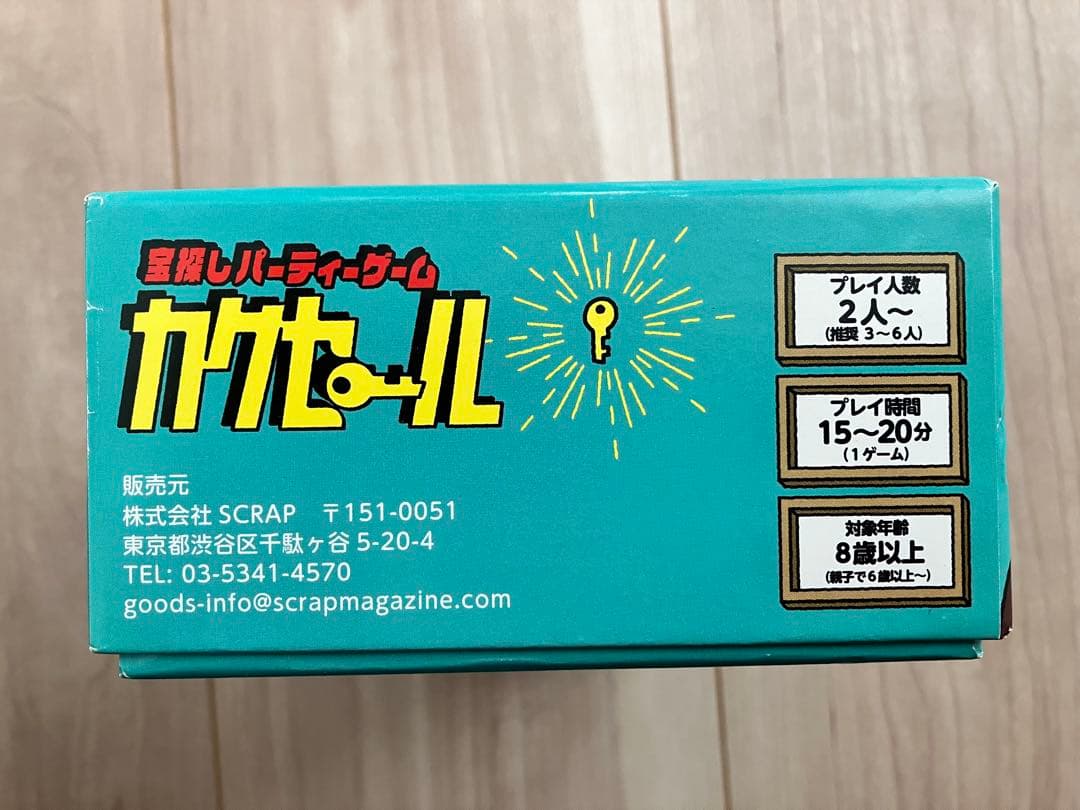 宝探しパーティーゲーム
カクセール
販売元
株式会社 SCRAP 〒151-0051
東京都渋谷区千駄ヶ谷 5-20-4
TEL: 03-5341-4570
goods-info@scrapmagazine.com
プレイ人数
2人～
(推奨 3～6人)
プレイ時間
15～20分
(1ゲーム)
対象年齢
8歳以上
(親子で6歳以上～)